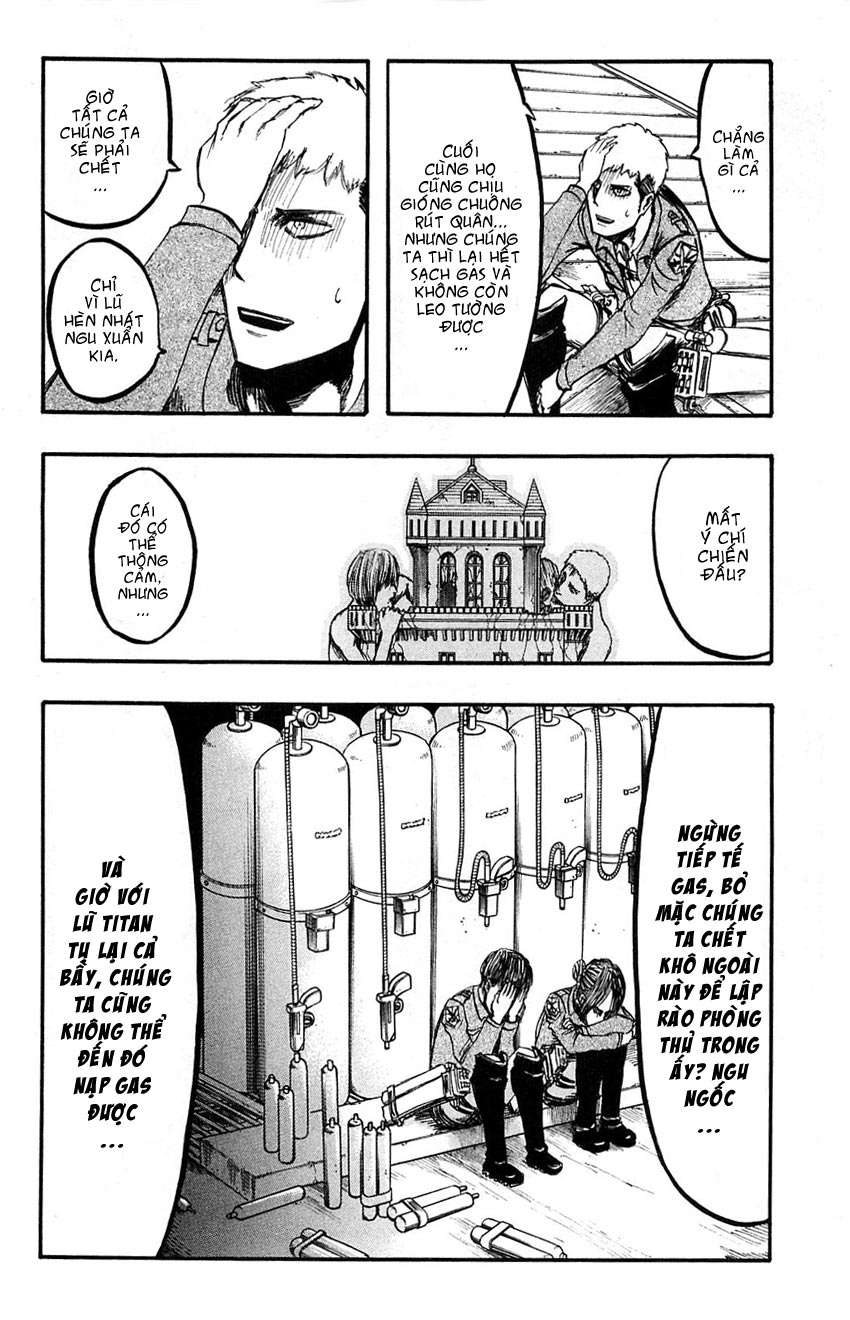 CHẲNG
LÀM
GÌ CẢ
...
CUỐI
CÙNG HỌ
CŨNG CHỊU
GIÓNG CHUÔNG
RÚT QUÂN...
NHƯNG CHÚNG
TA THÌ LẠI HẾT
SẠCH GAS VÀ
KHÔNG CÒN
LEO TƯỜNG
ĐƯỢC
...
GIỜ
TẤT CẢ
CHÚNG TA
SẼ PHẢI
CHẾT
...
CHỈ
VÌ LŨ
HÈN NHÁT
NGU XUẨN
KIA.
MẤT
Ý CHÍ
CHIẾN
ĐẤU?
CÁI
ĐÓ CÓ
THỂ
THÔNG
CẢM,
NHƯNG
...
NGỪNG
TIẾP TẾ
GAS, BỎ
MẶC CHÚNG
TA CHẾT
KHÔ NGOÀI
NÀY ĐỂ LẬP
RÀO PHÒNG
THỦ TRONG
ẤY? NGU
NGỐC
...
VÀ
GIỜ VỚI
LŨ TITAN
TỤ LẠI CẢ
BẦY, CHÚNG
TA CŨNG
KHÔNG THỂ
ĐẾN ĐÓ
NẠP GAS
ĐƯỢC
...